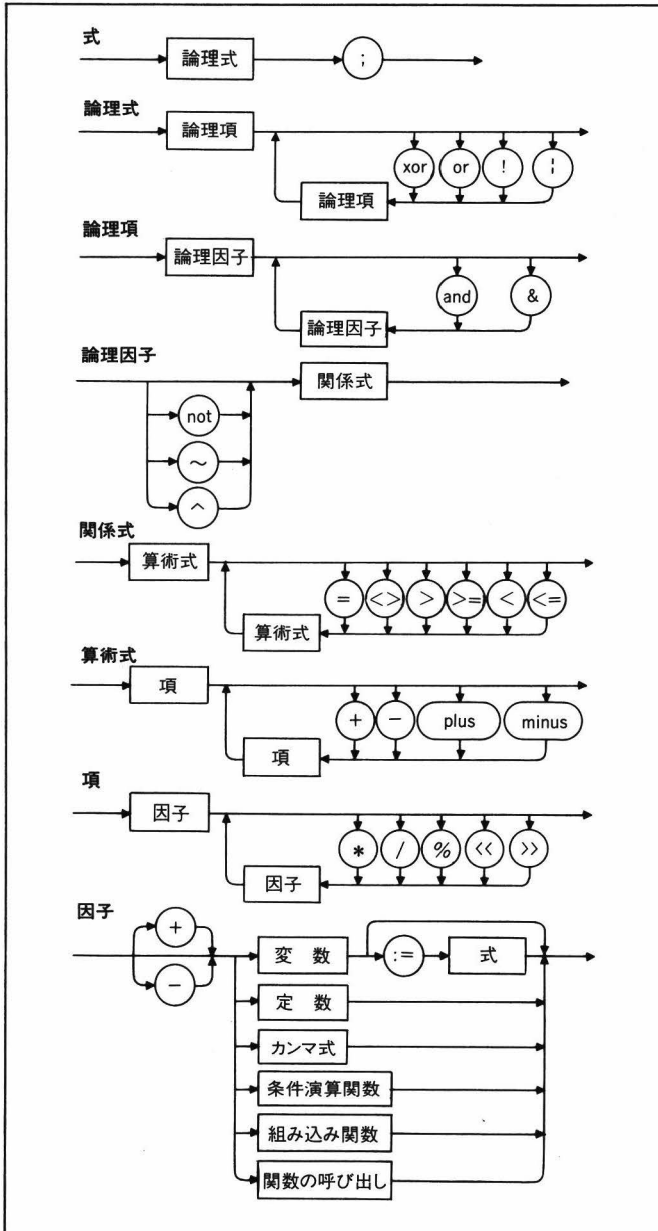 式
論理式 ;
論理式
論理項
xor or ! ¦
論理項
論理項
論理因子
and &
論理因子
論理因子
関係式
not
～
^
関係式
算術式
= <> > >= < <=
算術式
算術式
項
+ - plus minus
項
項
因子
* / % << >>
因子
因子
+
変 数 := 式
-
定 数
カンマ式
条件演算関数
組み込み関数
関数の呼び出し